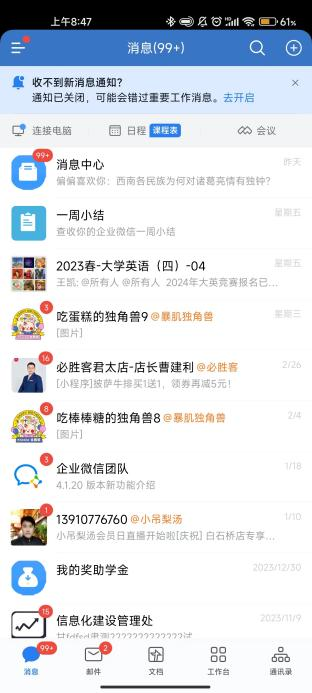 上午8:47
61%
消息(99+)
收不到新消息通知?
通知已关闭，可能会错过重要工作消息。去开启
连接电脑 日程 课程表 会议
99+
消息中心 昨天
偏偏喜欢你：西南各民族为何对诸葛亮情有独钟?
一周小结 星期五
查收你的企业微信一周小结
2023春-大学英语（四）-04 星期五
王凯: @所有人 @所有人 2024年大英竞赛报名已...
3
吃蛋糕的独角兽9 @暴肌独角兽 星期三
[图片]
16
必胜客君太店-店长曹建利 @必胜客 2/26
[小程序]披萨牛排买1送1，领券再减5元！
8
吃棒棒糖的独角兽8 @暴肌独角兽 2/4
[图片]
3
企业微信团队 1/18
4.1.20 版本新功能介绍
1
13910776760 @小吊梨汤 1/10
小吊梨汤会员日直播开始啦[庆祝] 白石桥店专享...
我的奖助学金 2023/12/30
15
信息化建设管理处 2023/11/9
99+ 2
消息 邮件 文档 工作台 通讯录